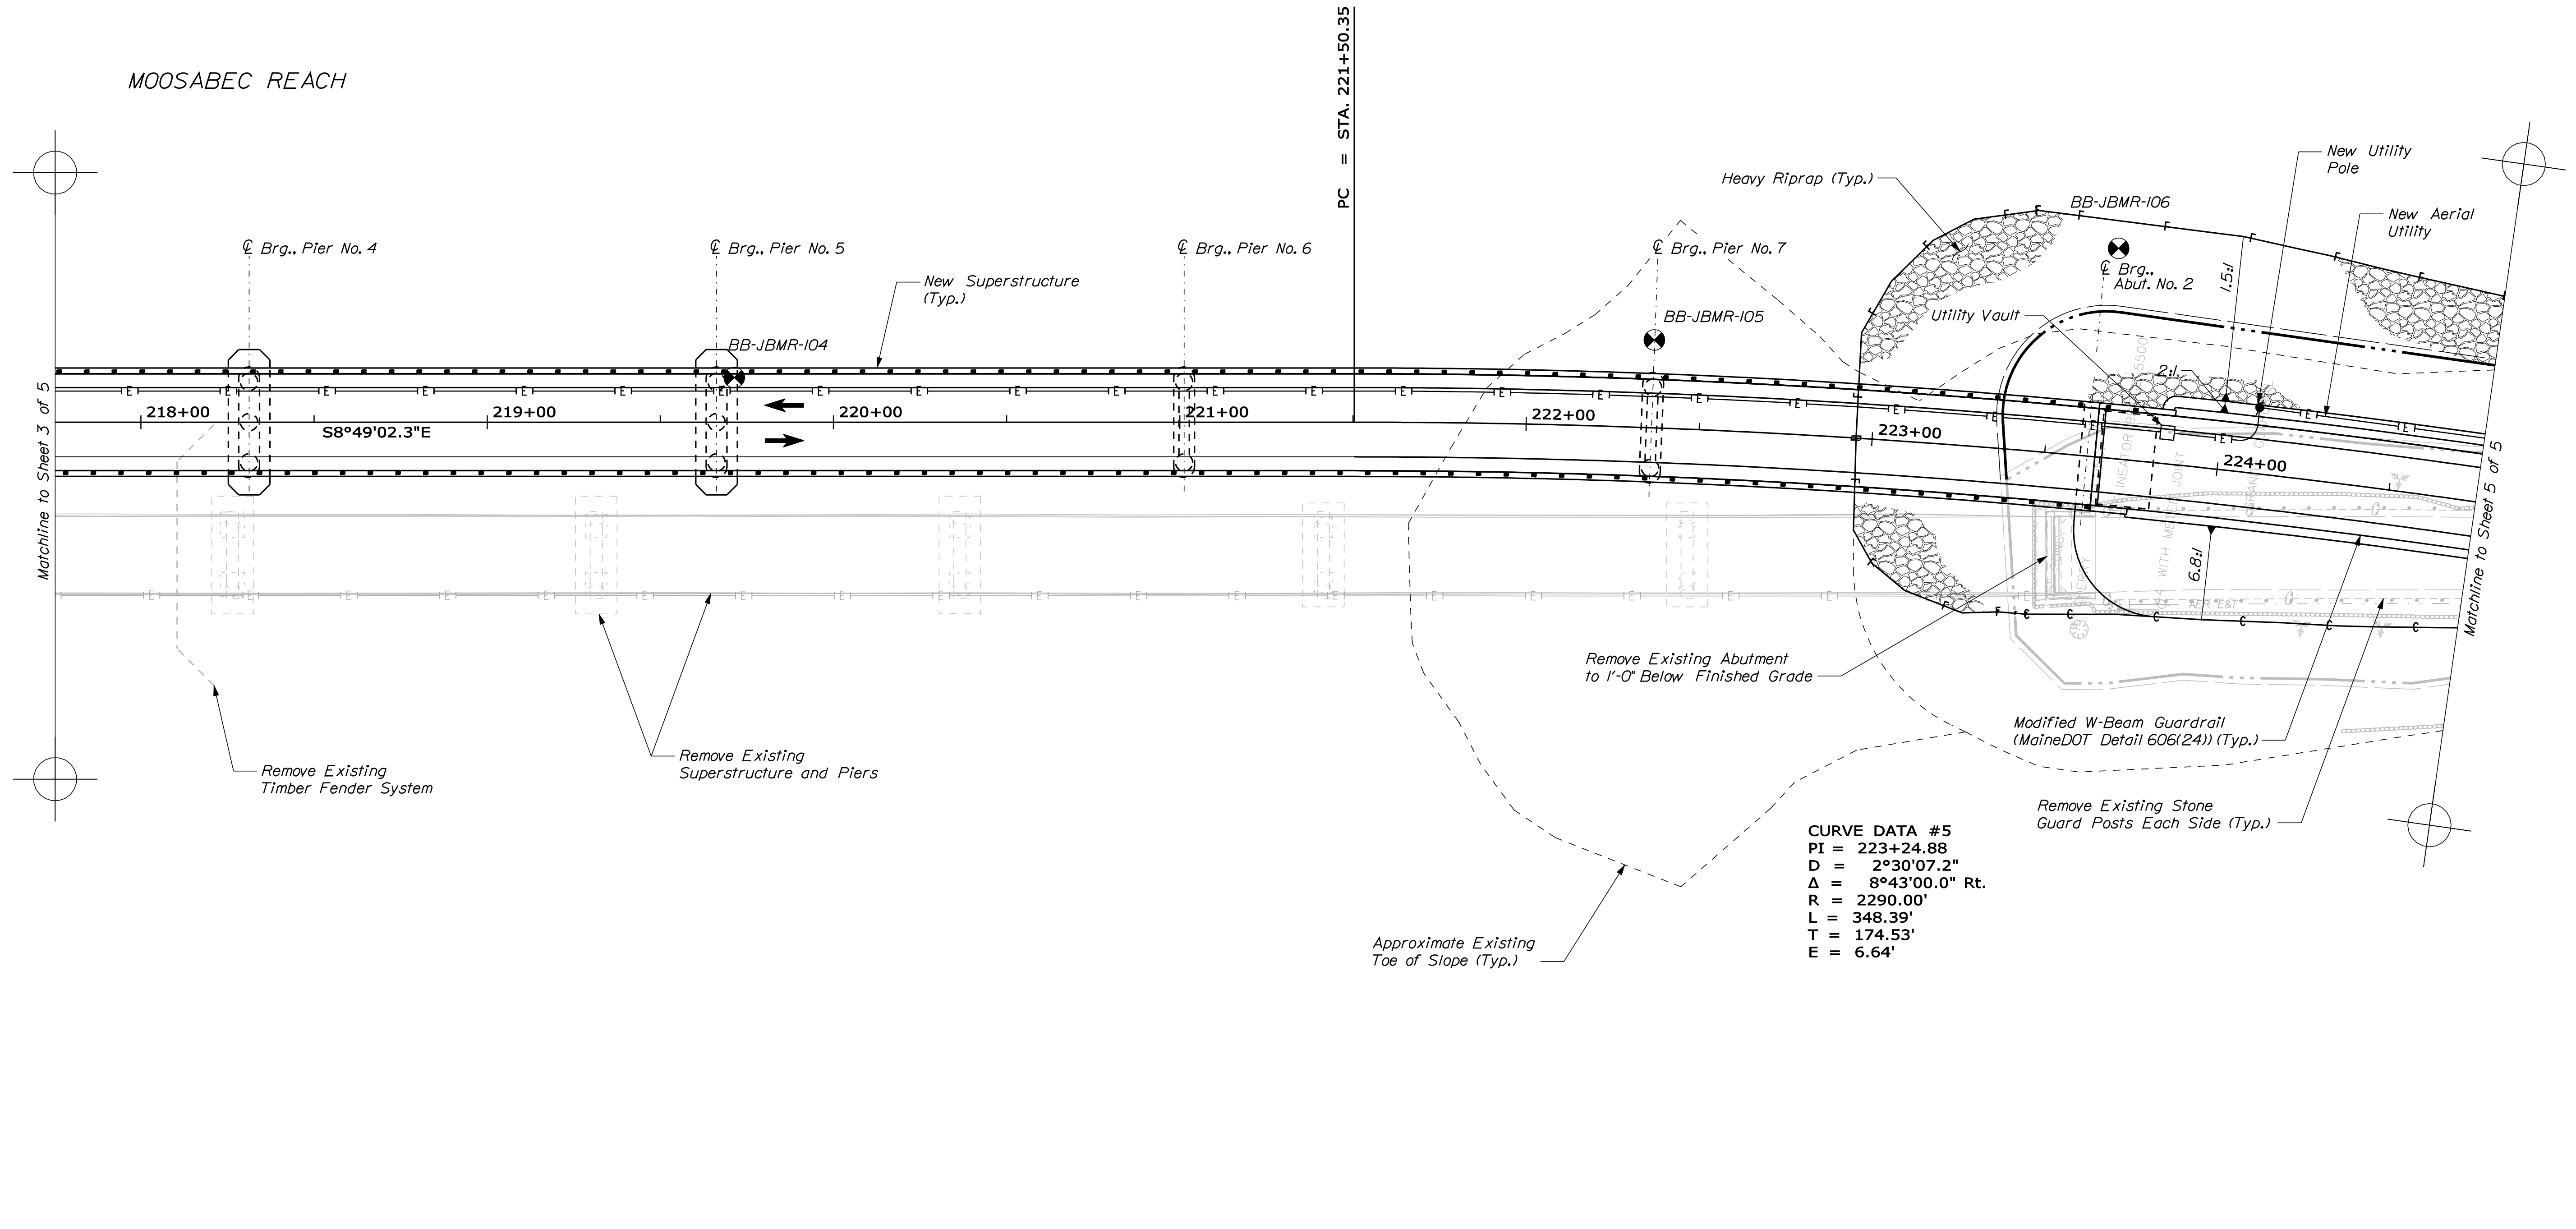 MOOSABEC REACH
PC = STA. 221+50.35
Matchline to Sheet 3 of 5
℄ Brg., Pier No. 4
℄ Brg., Pier No. 5
℄ Brg., Pier No. 6
℄ Brg., Pier No. 7
New Superstructure
(Typ.)
BB-JBMR-104
BB-JBMR-105
BB-JBMR-106
Heavy Riprap (Typ.)
℄ Brg.,
Abut. No. 2
Utility Vault
New Utility
Pole
New Aerial
Utility
1.5:1
2:1
5500
218+00
219+00
220+00
221+00
222+00
223+00
224+00
S8°49'02.3"E
WITH METAL JOINT
AER E&T
6.8:1
Matchline to Sheet 5 of 5
Remove Existing
Timber Fender System
Remove Existing
Superstructure and Piers
Remove Existing Abutment
to 1'-0" Below Finished Grade
Modified W-Beam Guardrail
(MaineDOT Detail 606(24)) (Typ.)
Remove Existing Stone
Guard Posts Each Side (Typ.)
Approximate Existing
Toe of Slope (Typ.)
CURVE DATA #5
PI = 223+24.88
D = 2°30'07.2"
Δ = 8°43'00.0" Rt.
R = 2290.00'
L = 348.39'
T = 174.53'
E = 6.64'